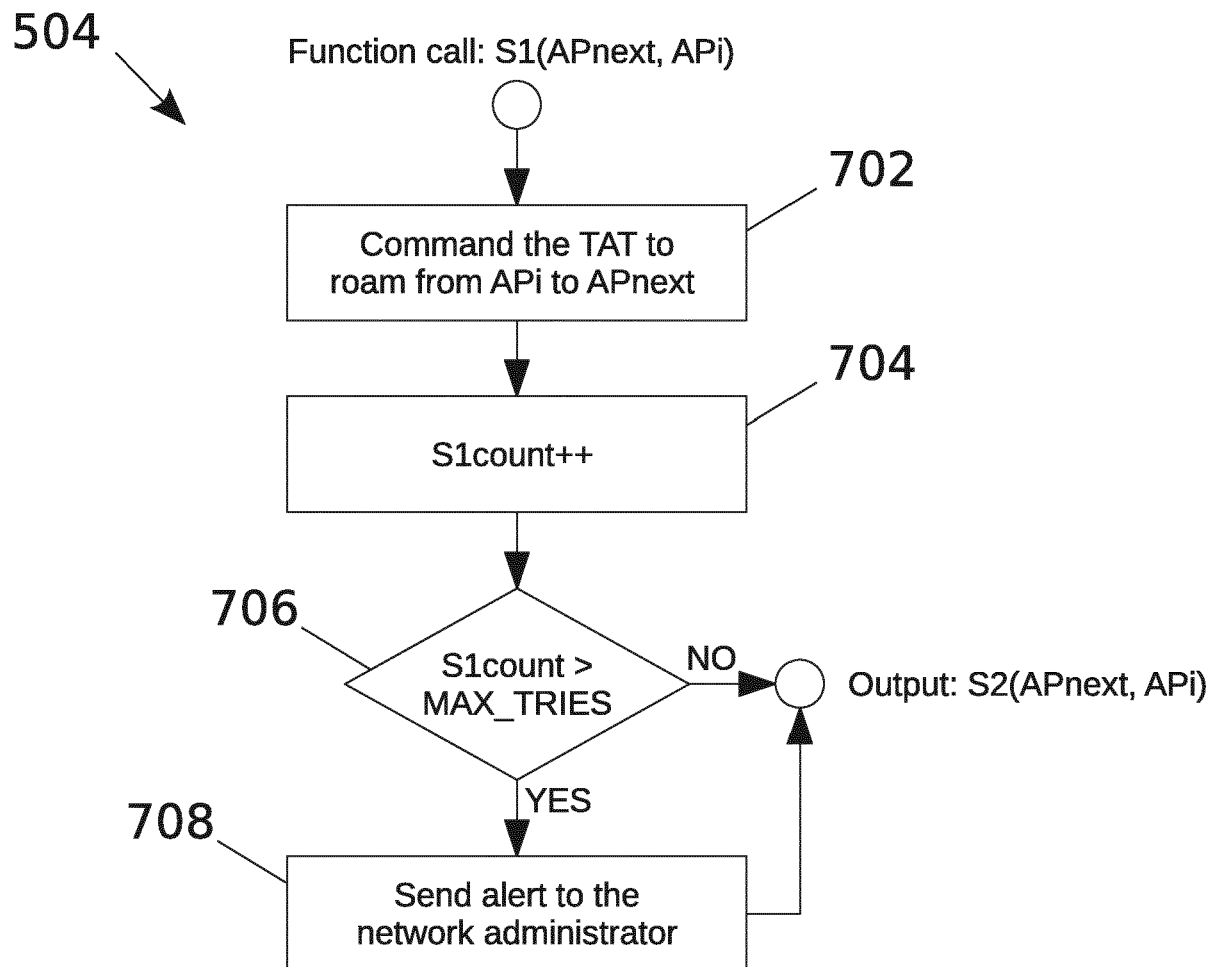 504
Function call: S1(APnext, APi)
702
Command the TAT to
roam from APi to APnext
704
S1count++
706
S1count >
MAX_TRIES
NO
Output: S2(APnext, APi)
YES
708
Send alert to the
network administrator